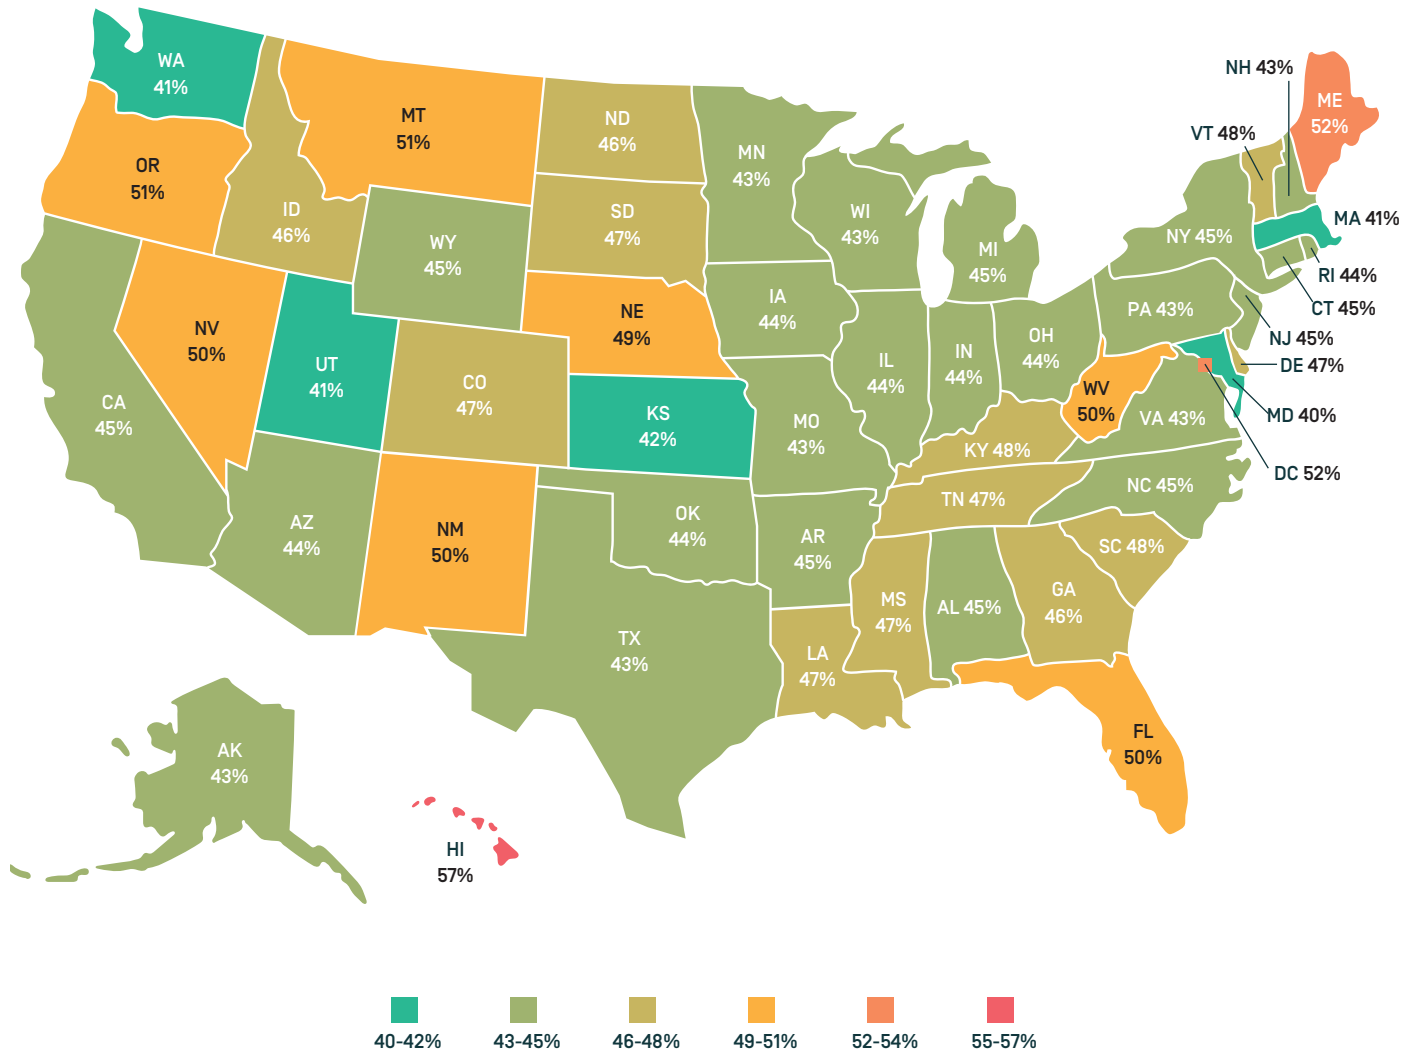 WA
41%
OR
51%
MT
51%
ID
46%
ND
46%
SD
47%
MN
43%
WI
43%
MI
45%
NH 43%
VT 48%
ME
52%
MA 41%
NY 45%
RI 44%
CT 45%
NJ 45%
DE 47%
MD 40%
DC 52%
WY
45%
NV
50%
UT
41%
CO
47%
NE
49%
IA
44%
IL
44%
IN
44%
OH
44%
PA 43%
WV
50%
VA 43%
CA
45%
KS
42%
MO
43%
KY 48%
TN 47%
NC 45%
SC 48%
AZ
44%
NM
50%
OK
44%
AR
45%
MS
47%
AL 45%
GA
46%
TX
43%
LA
47%
FL
50%
AK
43%
HI
57%
40-42%
43-45%
46-48%
49-51%
52-54%
55-57%